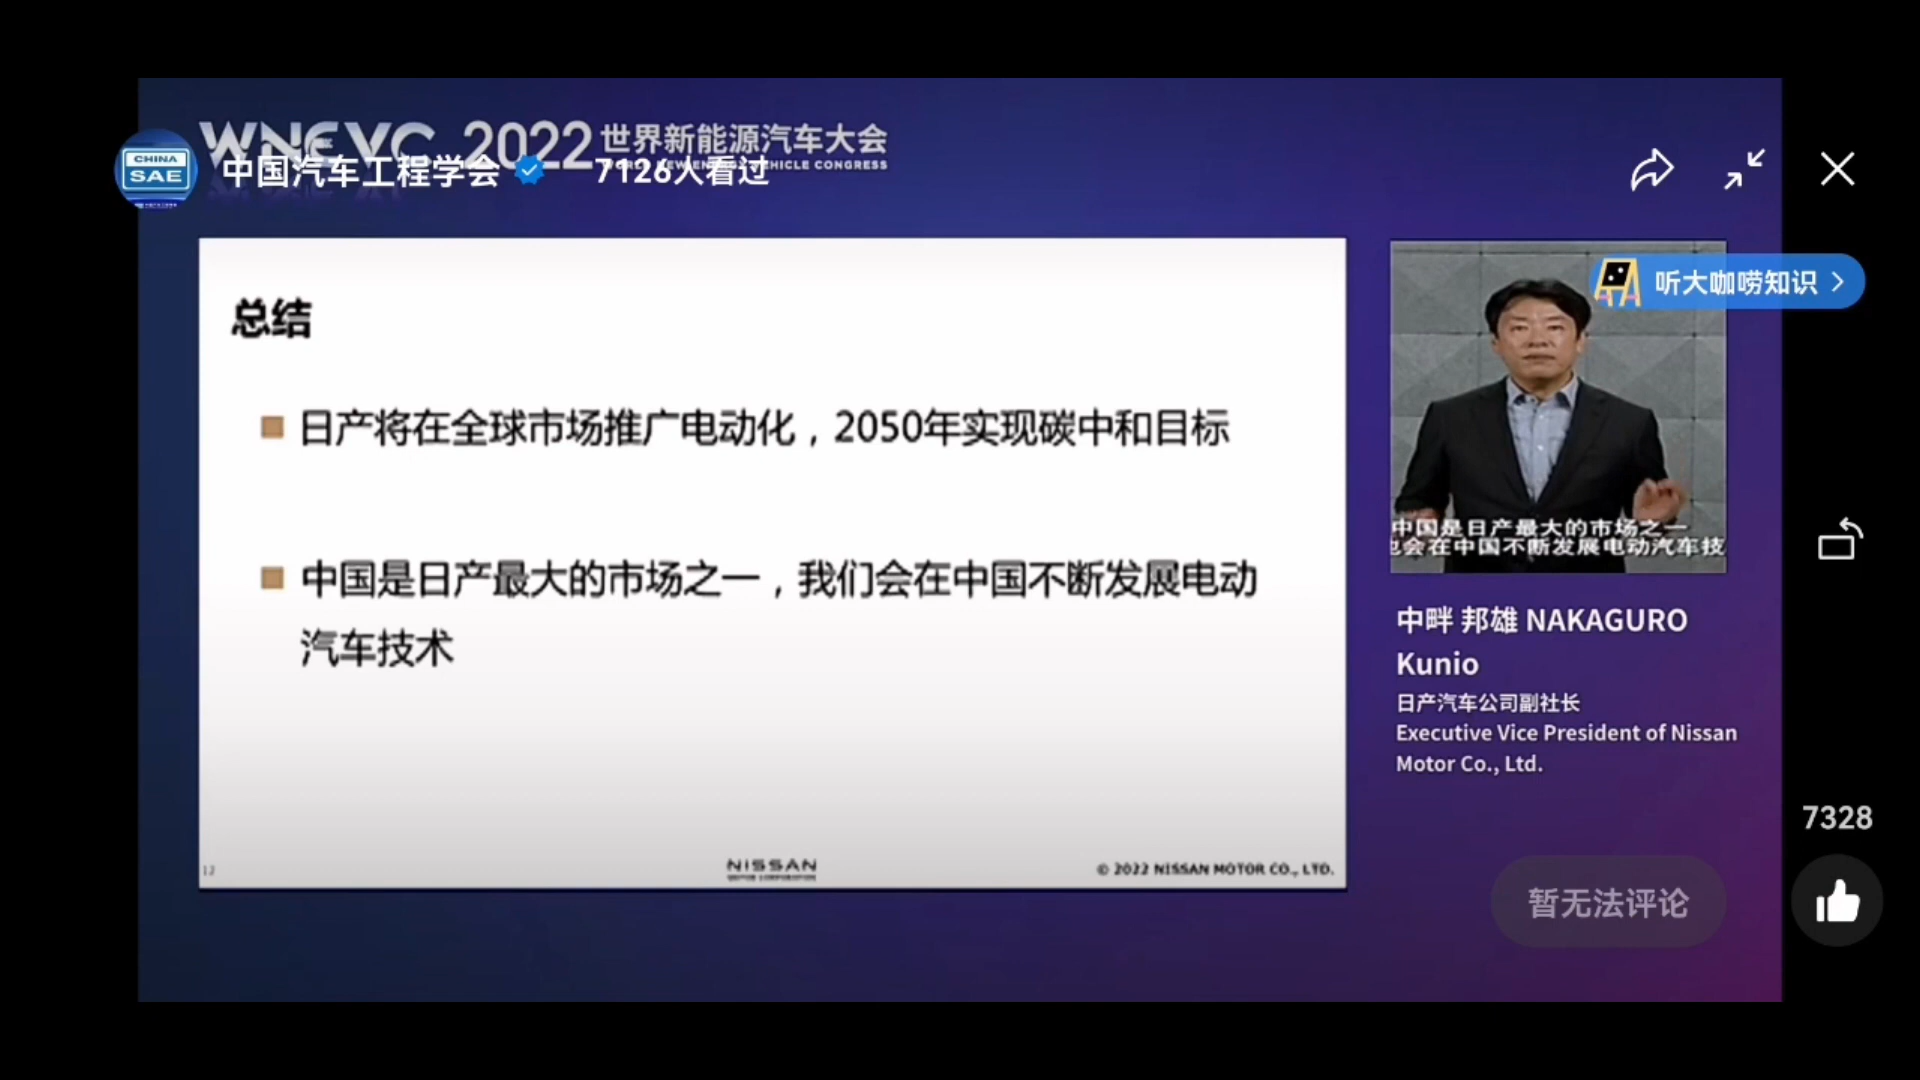 WNEVC 2022 世界新能源汽车大会
VEHICLE CONGRESS
CHINA
SAE
中国汽车工程学会
7126人看过
听大咖唠知识
总结
日产将在全球市场推广电动化，2050年实现碳中和目标
中国是日产最大的市场之一，我们会在中国不断发展电动
汽车技术
NISSAN
MOTOR CORPORATION
© 2022 NISSAN MOTOR CO., LTD.
中国是日产最大的市场之一
也会在中国不断发展电动汽车技
中畔 邦雄 NAKAGURO
Kunio
日产汽车公司副社长
Executive Vice President of Nissan
Motor Co., Ltd.
7328
暂无法评论